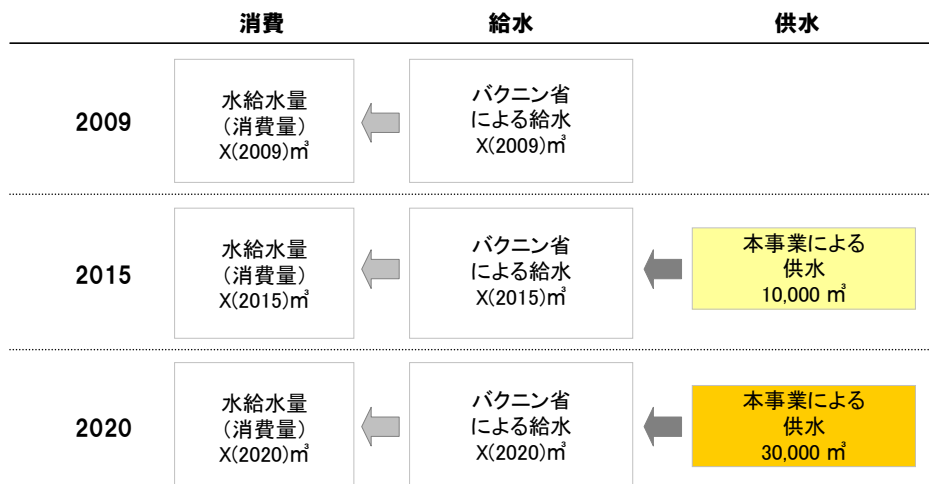 消費
給水
供水
2009
水給水量
（消費量）
X(2009)㎥
バクニン省
による給水
X(2009)㎥
2015
水給水量
（消費量）
X(2015)㎥
バクニン省
による給水
X(2015)㎥
本事業による
供水
10,000 ㎥
2020
水給水量
（消費量）
X(2020)㎥
バクニン省
による給水
X(2020)㎥
本事業による
供水
30,000 ㎥